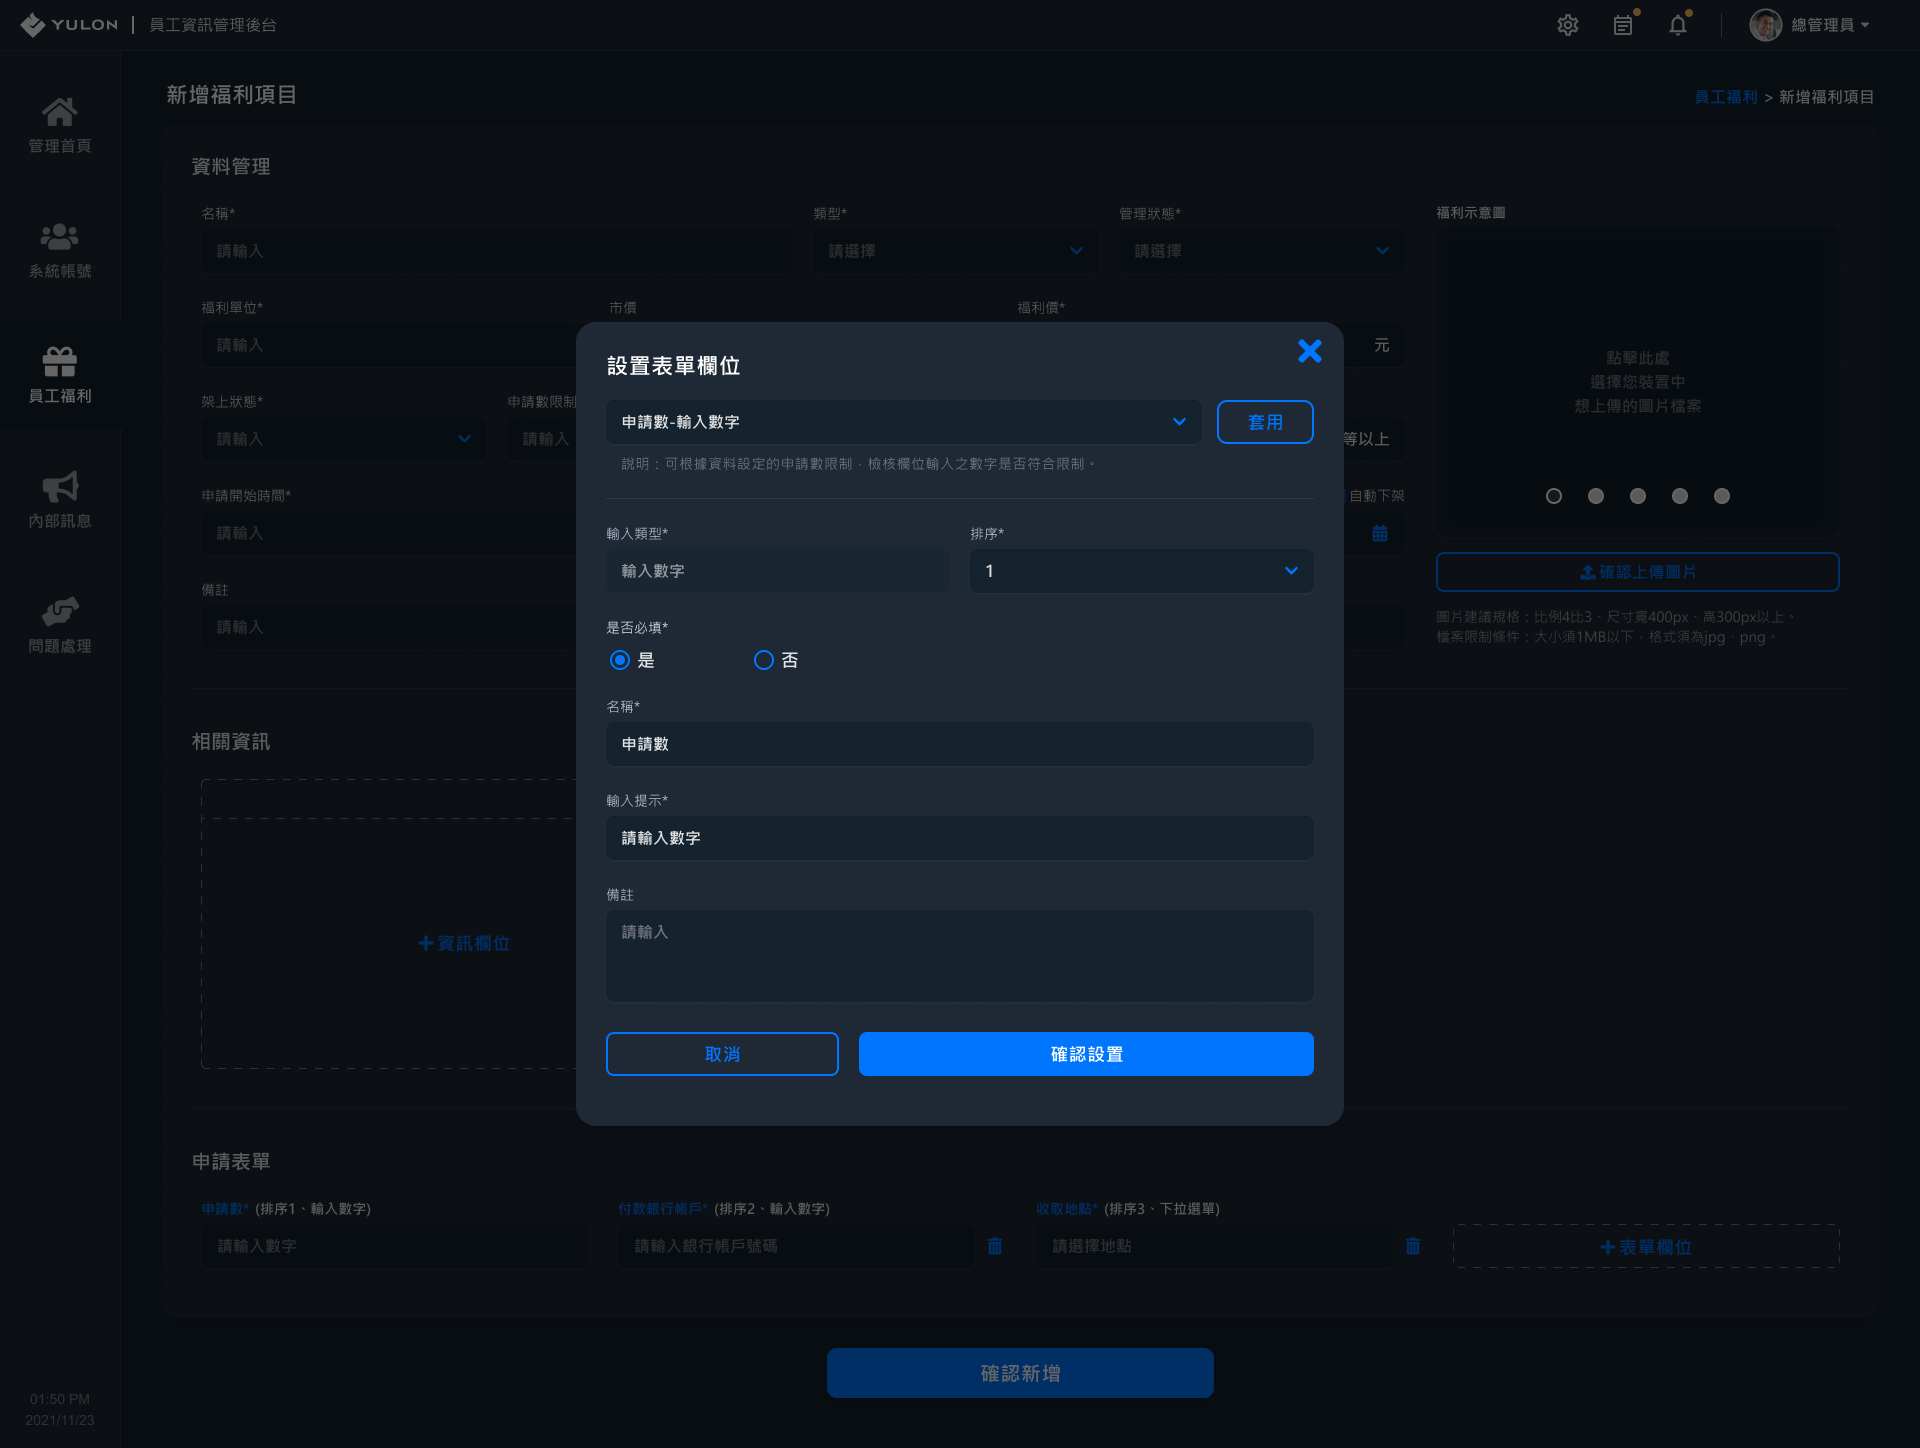 YULON | 員工資訊管理後台
總管理員
新增福利項目
員工福利 > 新增福利項目
管理首頁
系統帳號
員工福利
內部訊息
問題處理
01:50 PM
2021/11/23
資料管理
名稱*
類型*
管理狀態*
福利示意圖
請輸入
請選擇
請選擇
福利單位*
市價
福利價*
請輸入
元
點擊此處
選擇您裝置中
想上傳的圖片檔案
架上狀態*
申請數限制
請輸入
請輸入
等以上
申請開始時間*
自動下架
請輸入
確認上傳圖片
備註
請輸入
圖片建議規格：比例4比3、尺寸寬400px、高300px以上。
檔案限制條件：大小須1MB以下，格式須為jpg、png。
相關資訊
資訊欄位
設置表單欄位
申請數-輸入數字
套用
說明：可根據資料設定的申請數限制，檢核欄位輸入之數字是否符合限制。
輸入類型*
排序*
輸入數字
1
是否必填*
是
否
名稱*
申請數
輸入提示*
請輸入數字
備註
請輸入
取消
確認設置
申請表單
申請數* (排序1、輸入數字)
付款銀行帳戶* (排序2、輸入數字)
收取地點* (排序3、下拉選單)
請輸入數字
請輸入銀行帳戶號碼
請選擇地點
表單欄位
確認新增